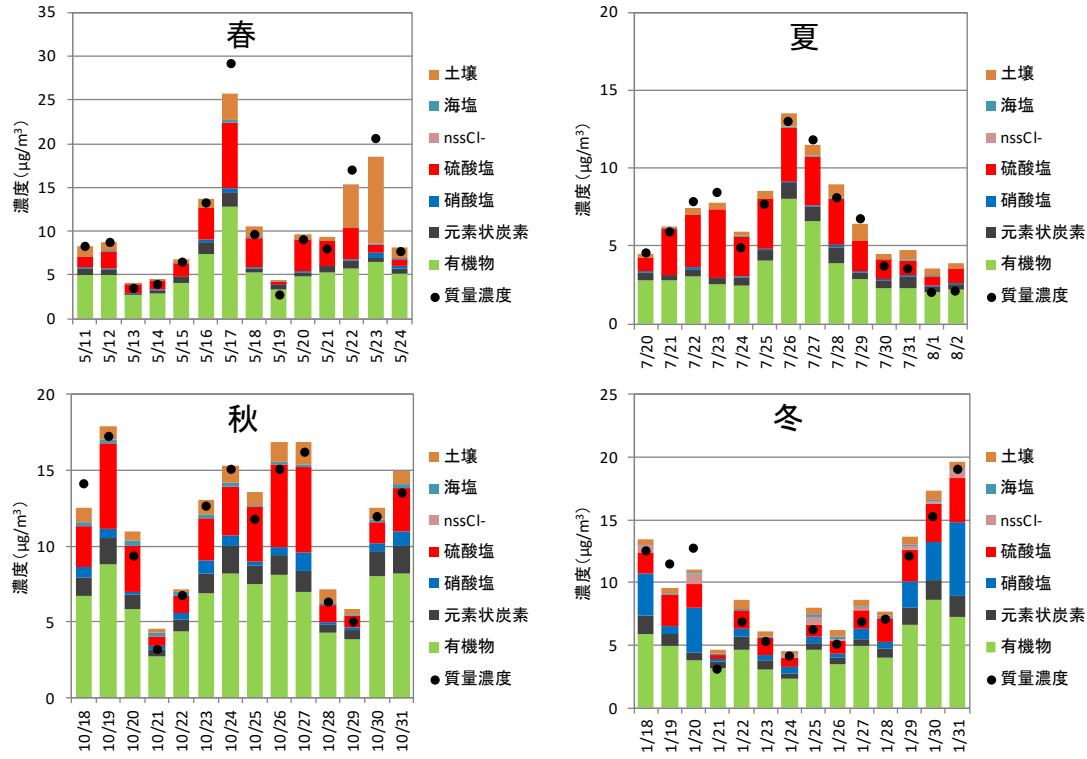 春
濃度（µg/m³）
35
30
25
20
15
10
5
0
5/11
5/12
5/13
5/14
5/15
5/16
5/17
5/18
5/19
5/20
5/21
5/22
5/23
5/24
土壌
海塩
nssCl-
硫酸塩
硝酸塩
元素状炭素
有機物
質量濃度
夏
濃度（µg/m³）
20
15
10
5
0
7/20
7/21
7/22
7/23
7/24
7/25
7/26
7/27
7/28
7/29
7/30
7/31
8/1
8/2
土壌
海塩
nssCl-
硫酸塩
硝酸塩
元素状炭素
有機物
質量濃度
秋
濃度（µg/m³）
20
15
10
5
0
10/18
10/19
10/20
10/21
10/22
10/23
10/24
10/25
10/26
10/27
10/28
10/29
10/30
10/31
土壌
海塩
nssCl-
硫酸塩
硝酸塩
元素状炭素
有機物
質量濃度
冬
濃度（µg/m³）
25
20
15
10
5
0
1/18
1/19
1/20
1/21
1/22
1/23
1/24
1/25
1/26
1/27
1/28
1/29
1/30
1/31
土壌
海塩
nssCl-
硫酸塩
硝酸塩
元素状炭素
有機物
質量濃度